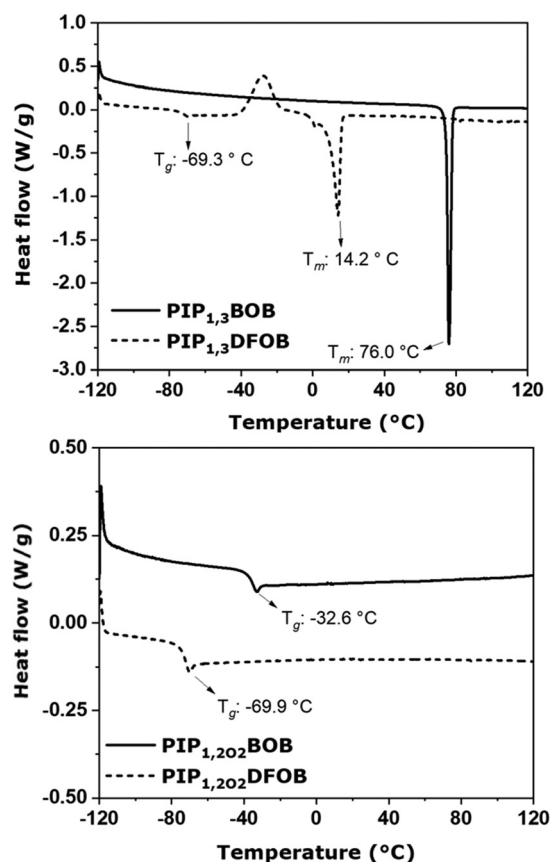 1.0
0.5
0.0
-0.5
-1.0
-1.5
-2.0
-2.5
-3.0
Heat flow (W/g)
Tg: -69.3 ° C
Tm: 14.2 ° C
PIP1,3BOB
PIP1,3DFOB
Tm: 76.0 °C
-120 -80 -40 0 40 80 120
Temperature (°C)
0.50
0.25
0.00
-0.25
-0.50
Heat flow (W/g)
Tg: -32.6 °C
Tg: -69.9 °C
PIP1,2O2BOB
PIP1,2O2DFOB
-120 -80 -40 0 40 80 120
Temperature (°C)